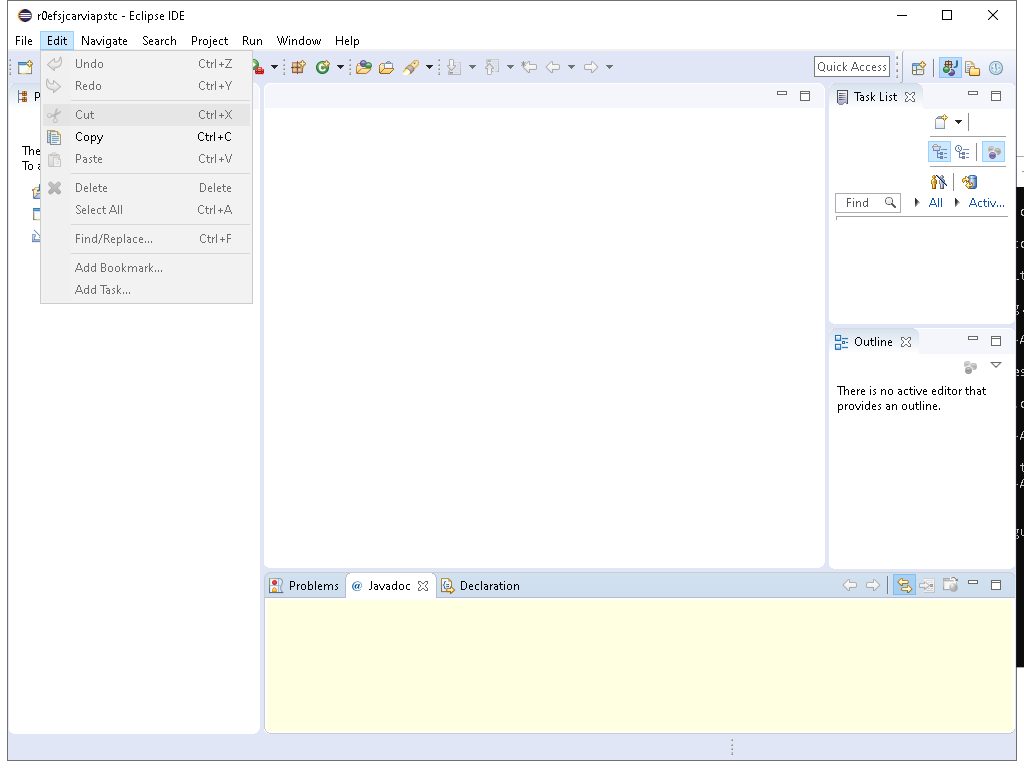 r0efsjcarviapstc - Eclipse IDE
File Edit Navigate Search Project Run Window Help
Undo Ctrl+Z
Redo Ctrl+Y
Cut Ctrl+X
Copy Ctrl+C
Paste Ctrl+V
Delete Delete
Select All Ctrl+A
Find/Replace... Ctrl+F
Add Bookmark...
Add Task...
Quick Access
Task List
Find All Activ...
Outline
There is no active editor that
provides an outline.
Problems @ Javadoc Declaration